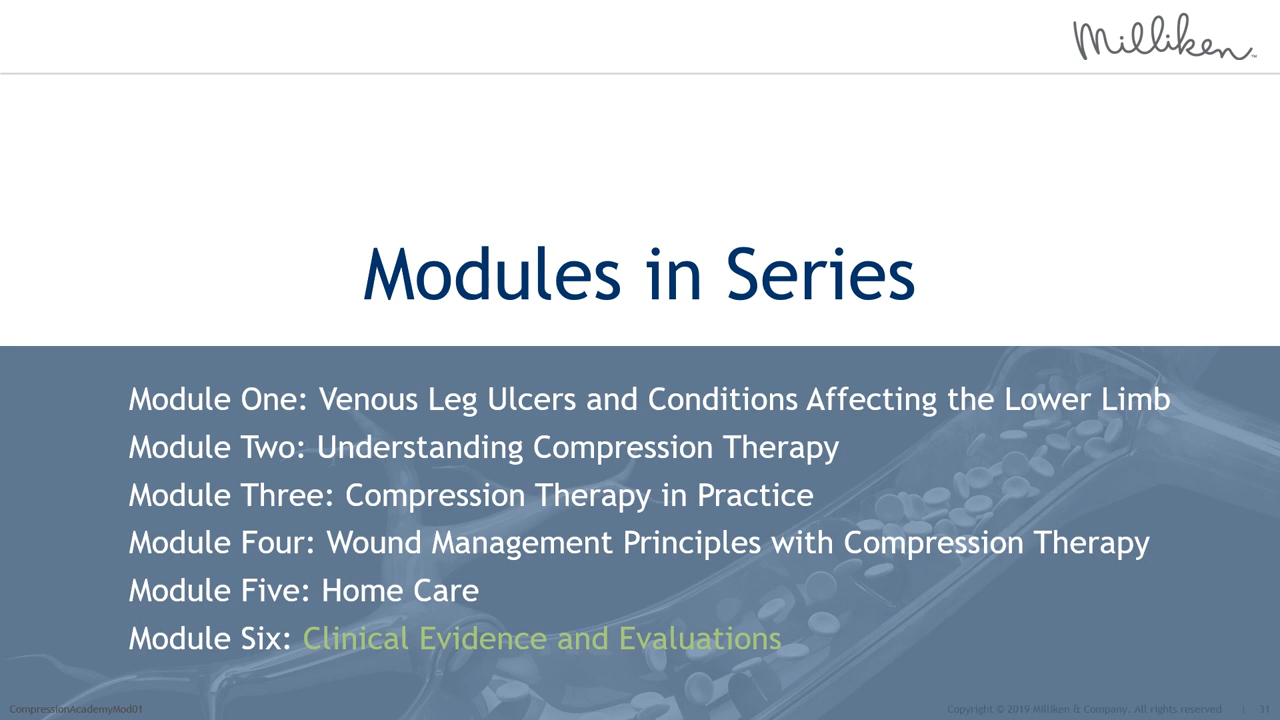 Milliken™
Modules in Series
Module One: Venous Leg Ulcers and Conditions Affecting the Lower Limb
Module Two: Understanding Compression Therapy
Module Three: Compression Therapy in Practice
Module Four: Wound Management Principles with Compression Therapy
Module Five: Home Care
Module Six: Clinical Evidence and Evaluations
CompressionAcademyMod01
Copyright © 2019 Milliken & Company. All rights reserved | 31